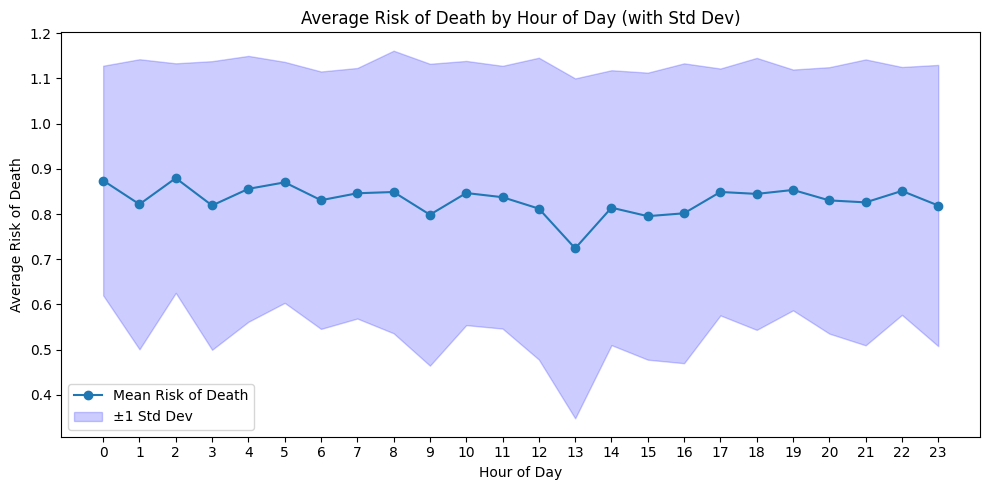 Average Risk of Death by Hour of Day (with Std Dev)
1.2
1.1
1.0
0.9
0.8
0.7
0.6
0.5
0.4
Average Risk of Death
Mean Risk of Death
±1 Std Dev
0 1 2 3 4 5 6 7 8 9 10 11 12 13 14 15 16 17 18 19 20 21 22 23
Hour of Day